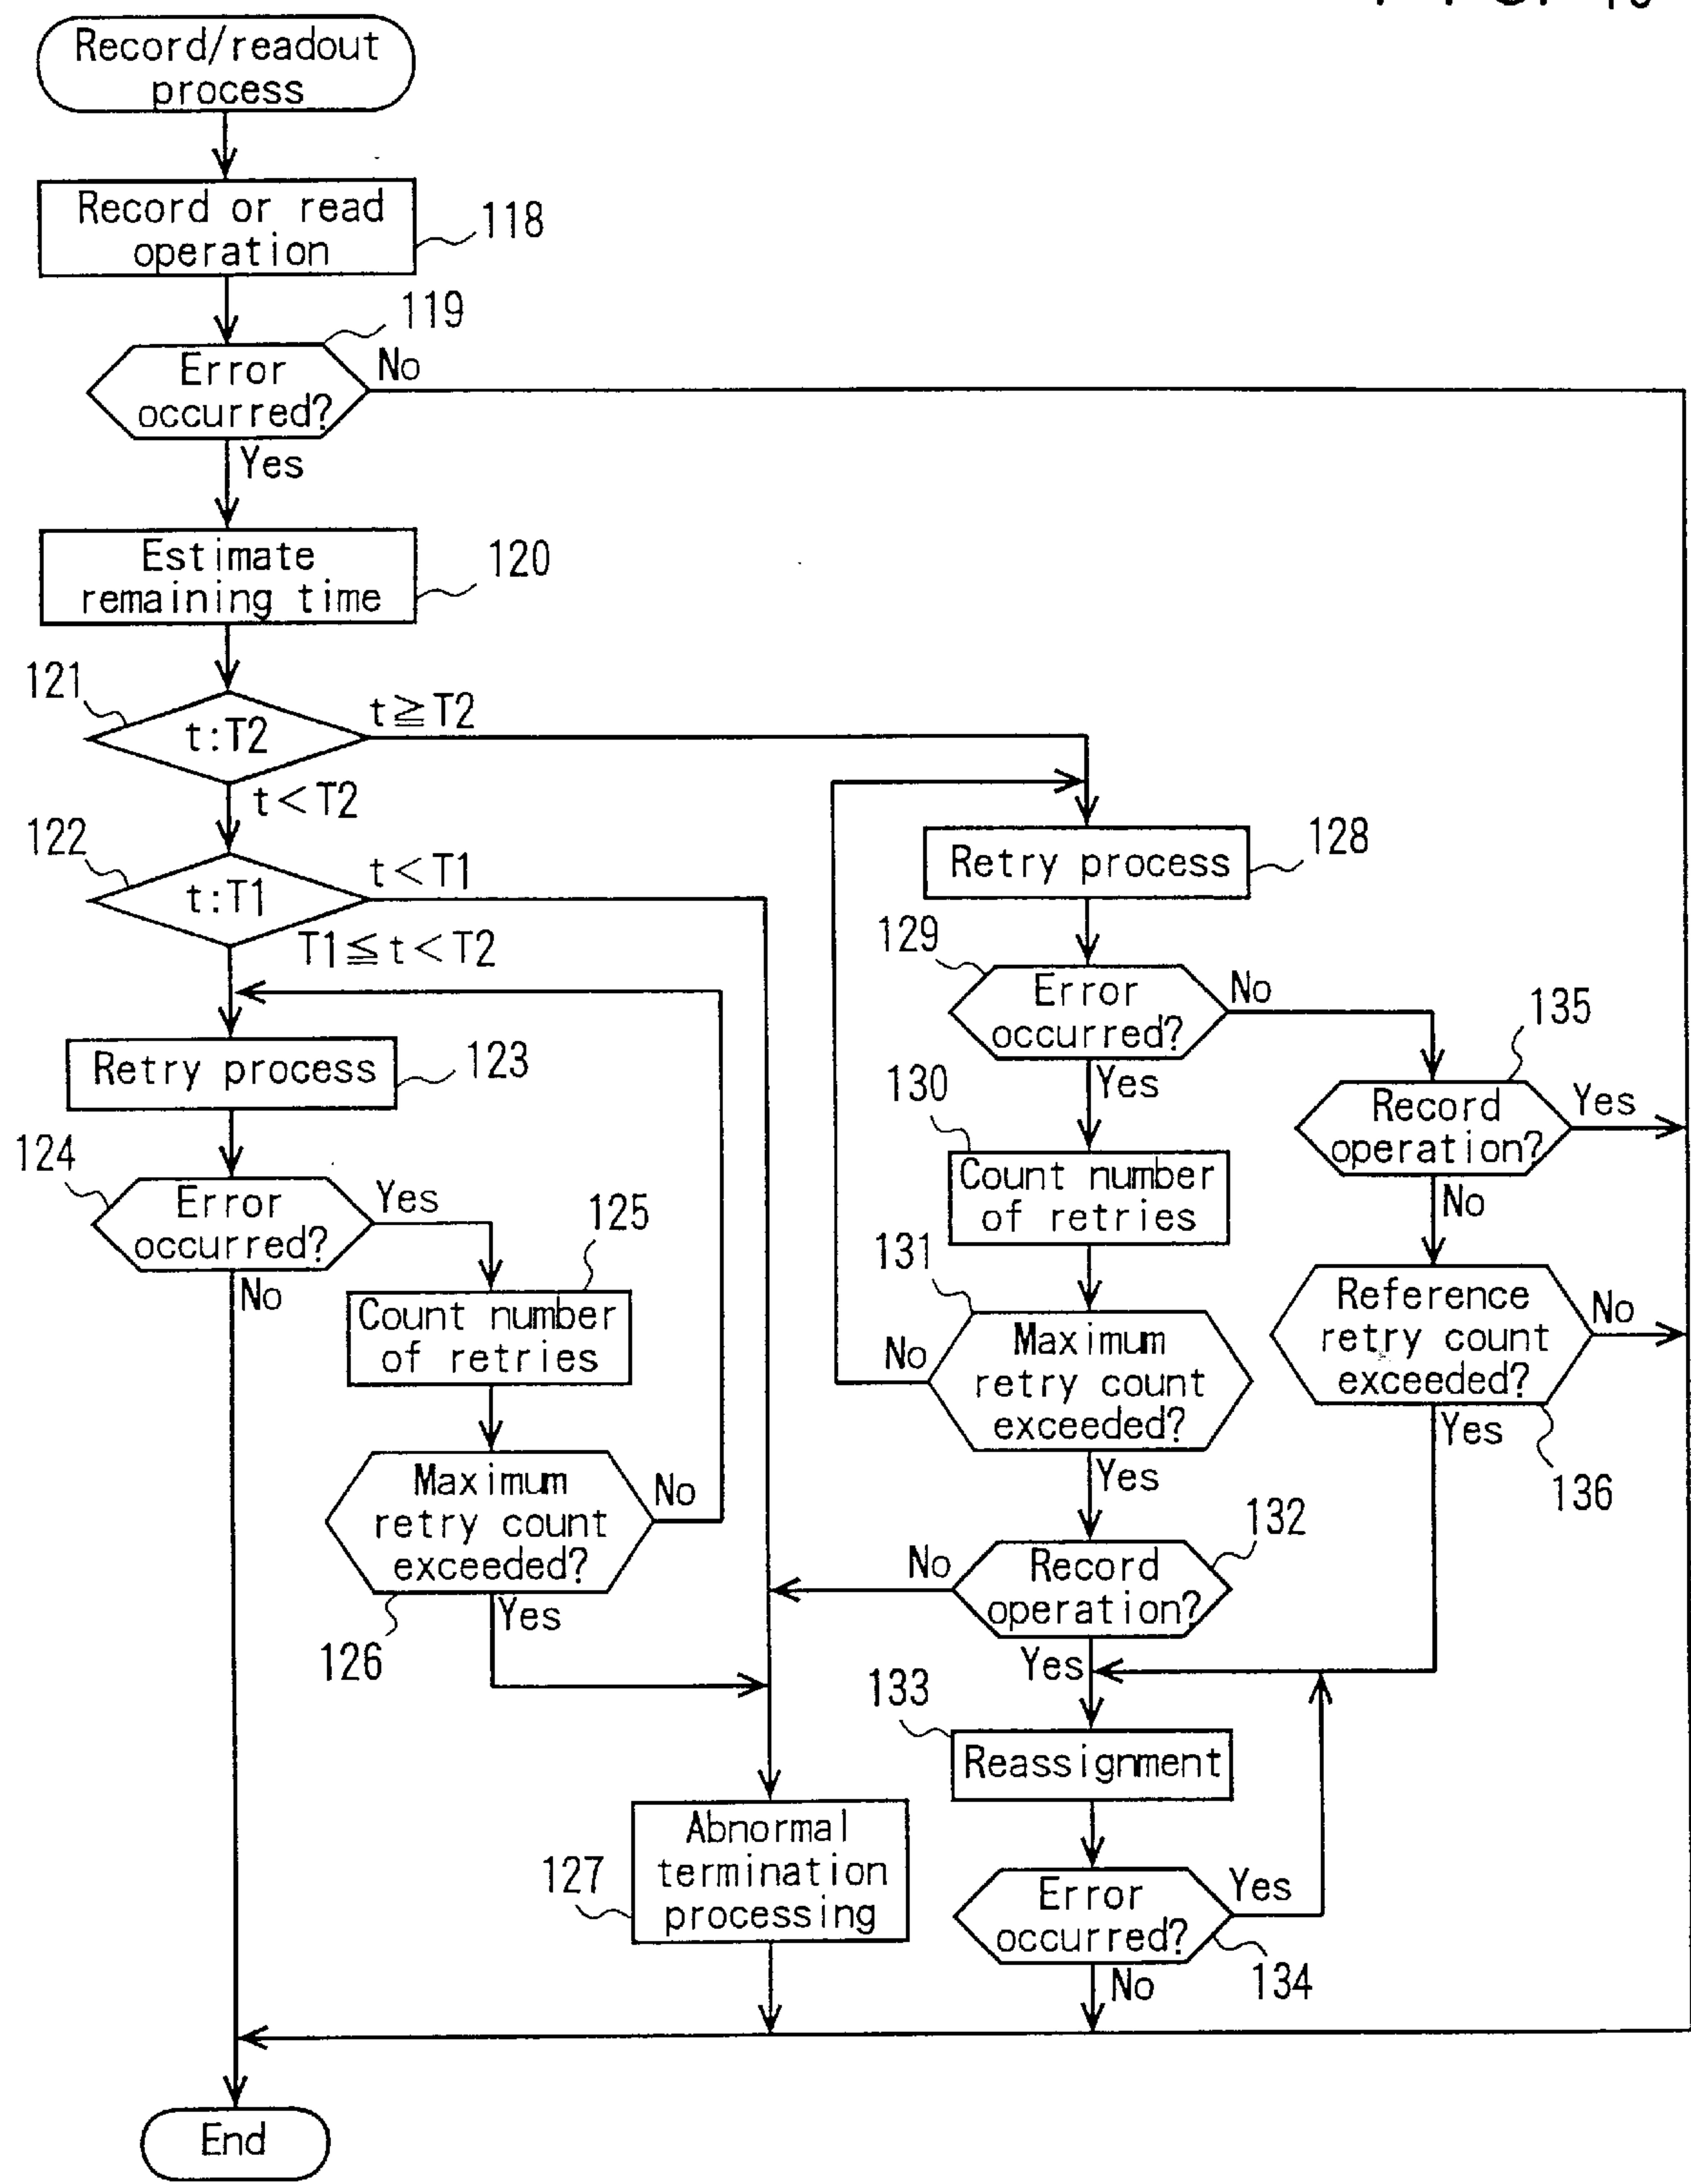 Record/readout
process
Record or read
operation
118
119
Error
occurred?
No
Yes
Estimate
remaining time
120
121
t:T2
t≧T2
t<T2
122
t:T1
t<T1
T1≦t<T2
Retry process
123
124
Error
occurred?
Yes
No
125
Count number
of retries
Maximum
retry count
exceeded?
No
Yes
126
Abnormal
termination
processing
127
Retry process
128
129
Error
occurred?
No
Yes
130
Count number
of retries
131
Maximum
retry count
exceeded?
No
Yes
132
Record
operation?
No
Yes
133
Reassignment
Error
occurred?
Yes
No
134
135
Record
operation?
Yes
No
Reference
retry count
exceeded?
No
Yes
136
End